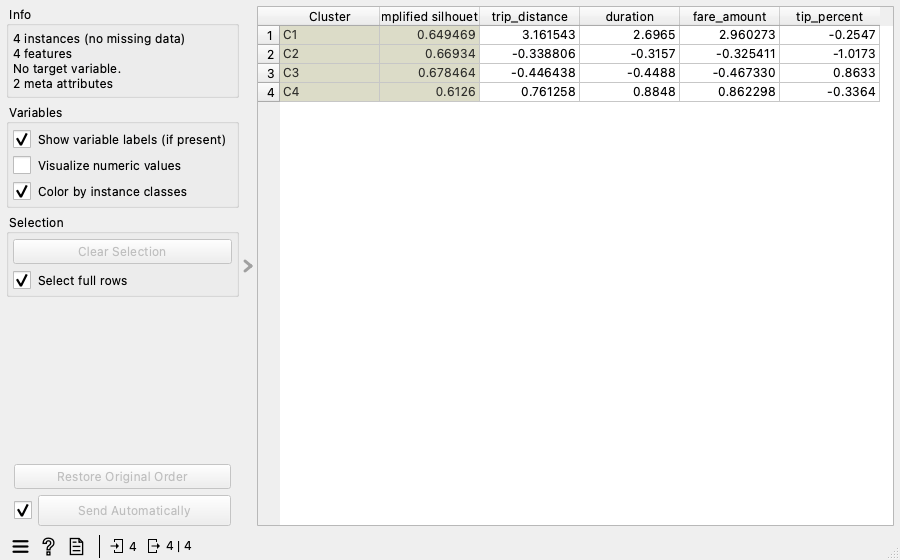 Info
4 instances (no missing data)
4 features
No target variable.
2 meta attributes
Variables
Show variable labels (if present)
Visualize numeric values
Color by instance classes
Selection
Clear Selection
Select full rows
Restore Original Order
Send Automatically
4 4 | 4
Cluster mplified silhouet trip_distance duration fare_amount tip_percent
1 C1 0.649469 3.161543 2.6965 2.960273 -0.2547
2 C2 0.66934 -0.338806 -0.3157 -0.325411 -1.0173
3 C3 0.678464 -0.446438 -0.4488 -0.467330 0.8633
4 C4 0.6126 0.761258 0.8848 0.862298 -0.3364